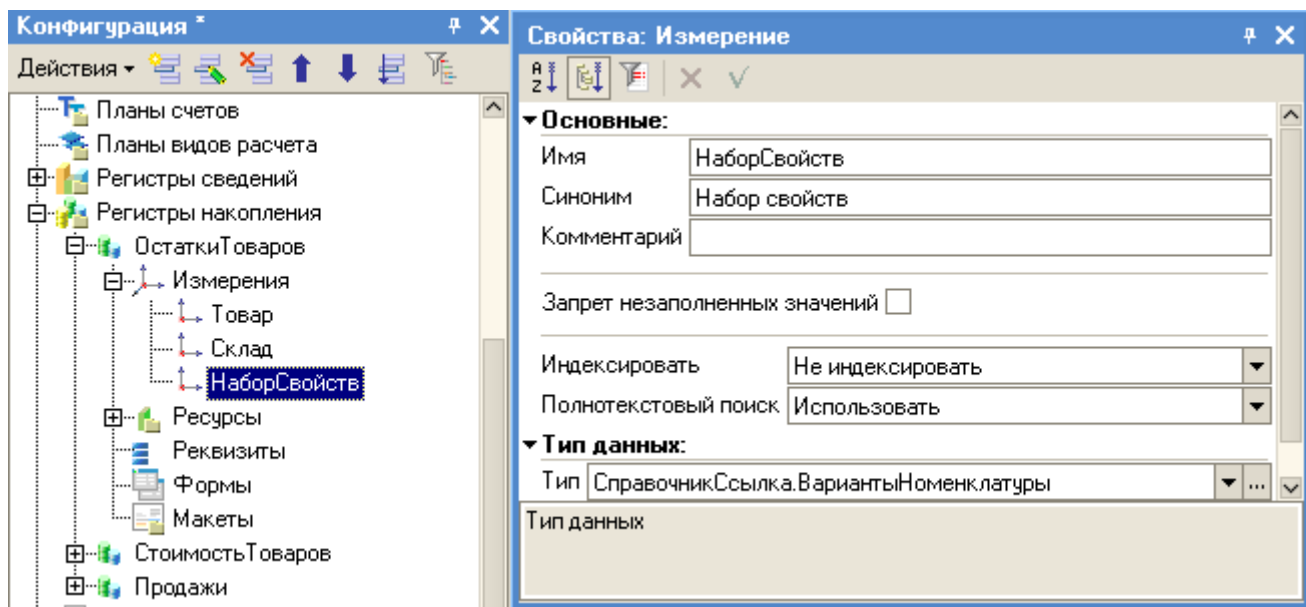 Конфигурация *
Действия
Планы счетов
Планы видов расчета
Регистры сведений
Регистры накопления
ОстаткиТоваров
Измерения
Товар
Склад
НаборСвойств
Ресурсы
Реквизиты
Формы
Макеты
СтоимостьТоваров
Продажи
Свойства: Измерение
Основные:
Имя НаборСвойств
Синоним Набор свойств
Комментарий
Запрет незаполненных значений
Индексировать Не индексировать
Полнотекстовый поиск Использовать
Тип данных:
Тип СправочникСсылка.ВариантыНоменклатуры ...
Тип данных